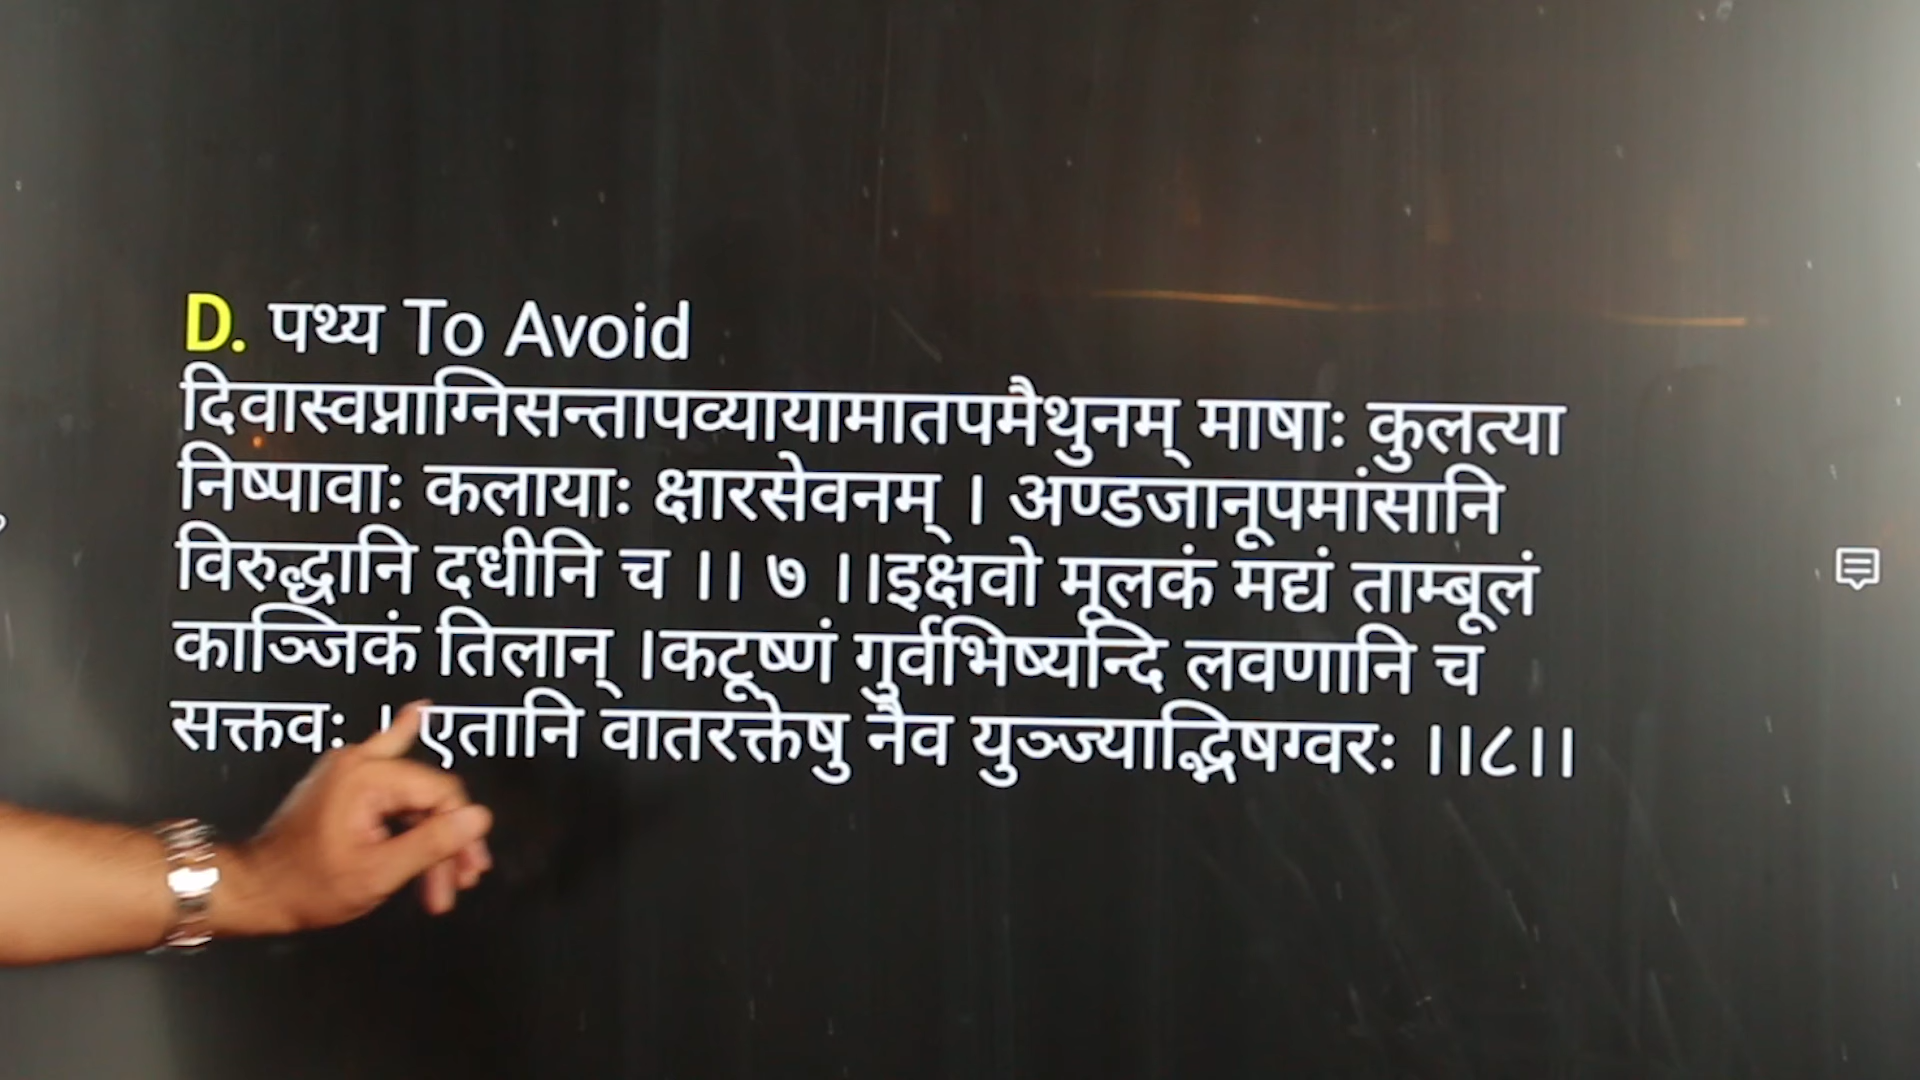 D. पथ्य To Avoid
दिवास्वप्नाग्निसन्तापव्यायामातपमैथुनम् माषाः कुलत्या
निष्पावाः कलायाः क्षारसेवनम् । अण्डजानूपमांसानि
विरुद्धानि दधीनि च ।। ७ ।।इक्षवो मूलकं मद्यं ताम्बूलं
काञ्जिकं तिलान् ।कटूष्णं गुर्वभिष्यन्दि लवणानि च
सक्तवः । एतानि वातरक्तेषु नैव युञ्ज्याद्भिषग्वरः ।।८।।